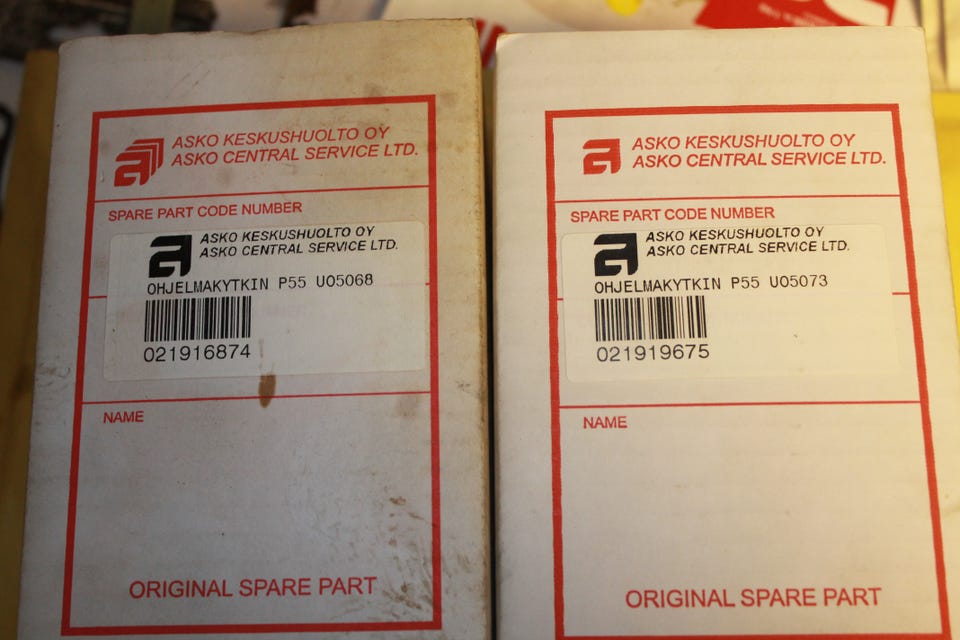 ASKO KESKUSHUOLTO OY
ASKO CENTRAL SERVICE LTD.
SPARE PART CODE NUMBER
ASKO KESKUSHUOLTO OY
ASKO CENTRAL SERVICE LTD.
OHJELMAKYTKIN P55 U05068
021916874
NAME
ORIGINAL SPARE PART
ASKO KESKUSHUOLTO OY
ASKO CENTRAL SERVICE LTD.
SPARE PART CODE NUMBER
ASKO KESKUSHUOLTO OY
ASKO CENTRAL SERVICE LTD.
OHJELMAKYTKIN P55 U05073
021919675
NAME
ORIGINAL SPARE PART